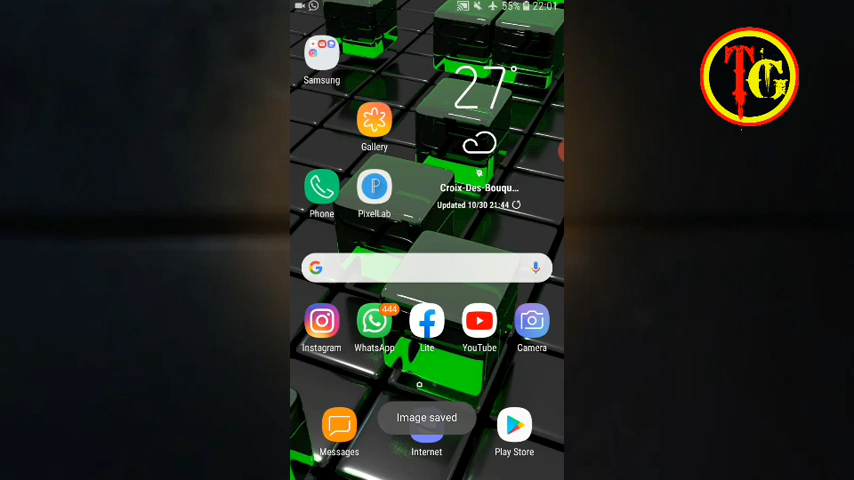 55% 22:01
Samsung
27°
Gallery
Croix-Des-Bouqu...
Updated 10/30 21:44
Phone
PixelLab
G
444
Instagram
WhatsApp
Lite
YouTube
Camera
Image saved
Messages
Internet
Play Store
TG